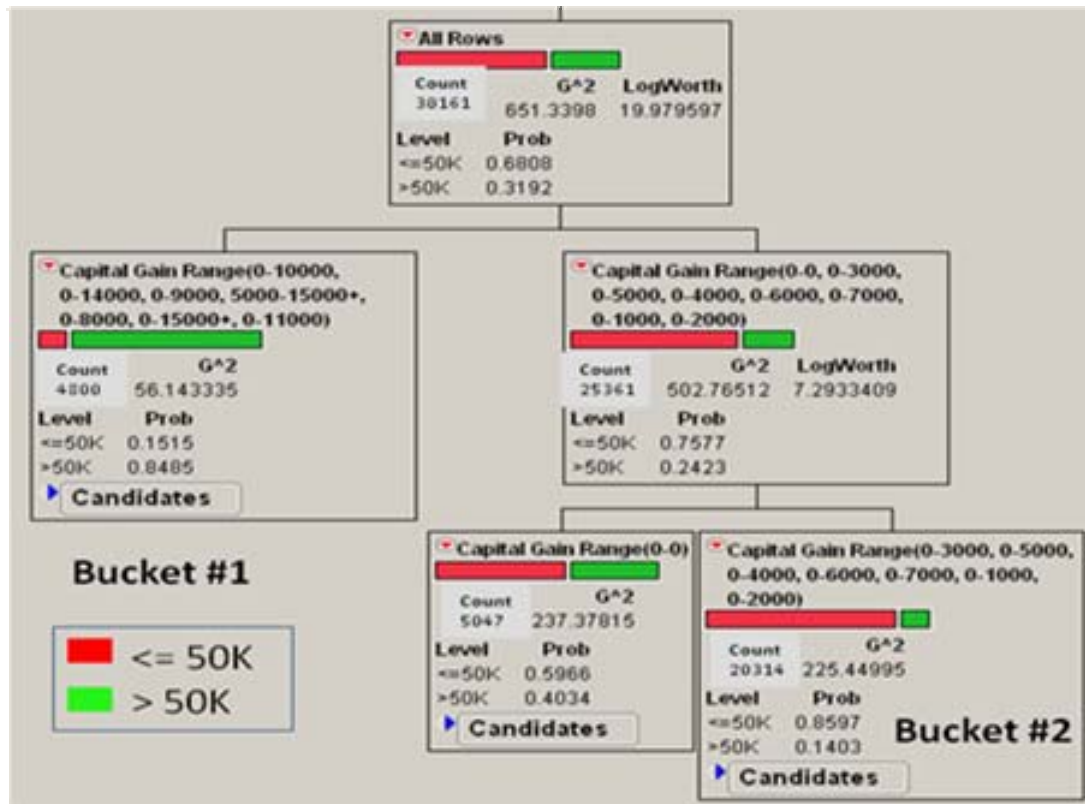 All Rows
Count G^2 LogWorth
30161 651.3398 19.979597
Level Prob
<=50K 0.6808
>50K 0.3192
Capital Gain Range(0-10000,
0-14000, 0-9000, 5000-15000+,
0-8000, 0-15000+, 0-11000)
Count G^2
4800 56.143335
Level Prob
<=50K 0.1515
>50K 0.8485
Candidates
Capital Gain Range(0-0, 0-3000,
0-5000, 0-4000, 0-6000, 0-7000,
0-1000, 0-2000)
Count G^2 LogWorth
25361 502.76512 7.2933409
Level Prob
<=50K 0.7577
>50K 0.2423
Bucket #1
<= 50K
> 50K
Capital Gain Range(0-0)
Count G^2
5047 237.37815
Level Prob
<=50K 0.5966
>50K 0.4034
Candidates
Capital Gain Range(0-3000, 0-5000,
0-4000, 0-6000, 0-7000, 0-1000,
0-2000)
Count G^2
20314 225.44995
Level Prob
<=50K 0.8597
>50K 0.1403
Bucket #2
Candidates